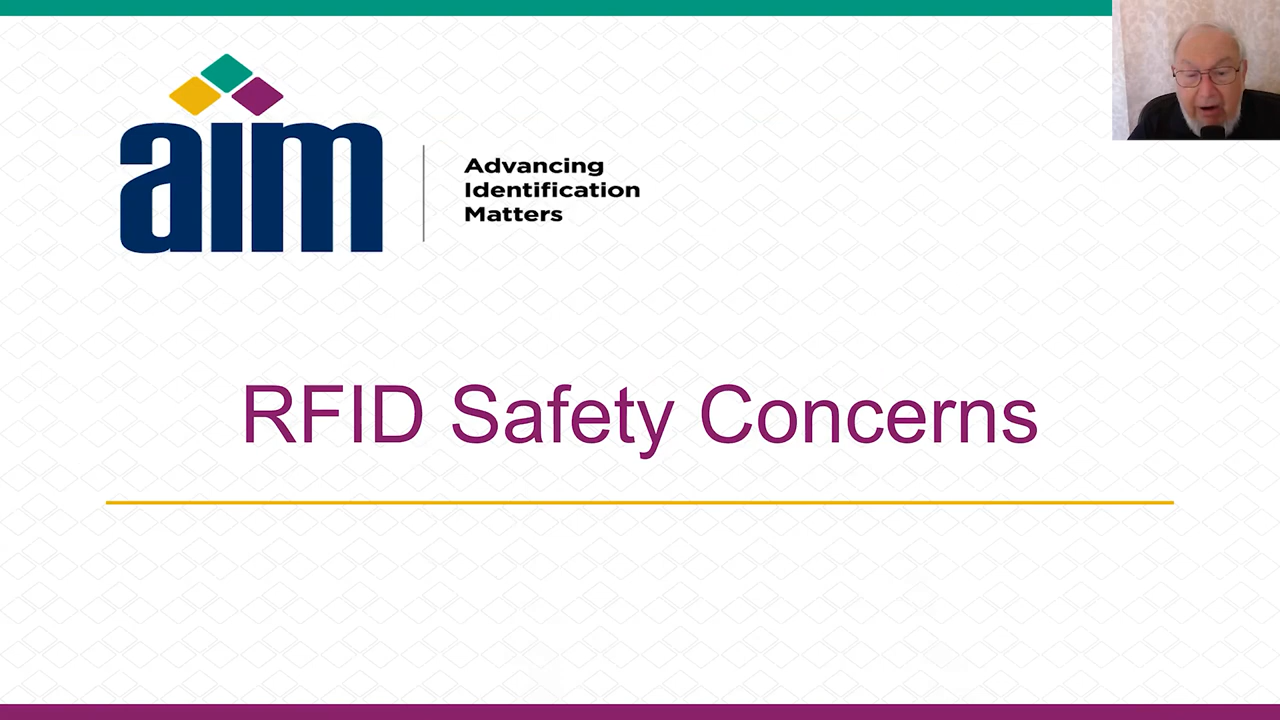 aim
Advancing
Identification
Matters
RFID Safety Concerns